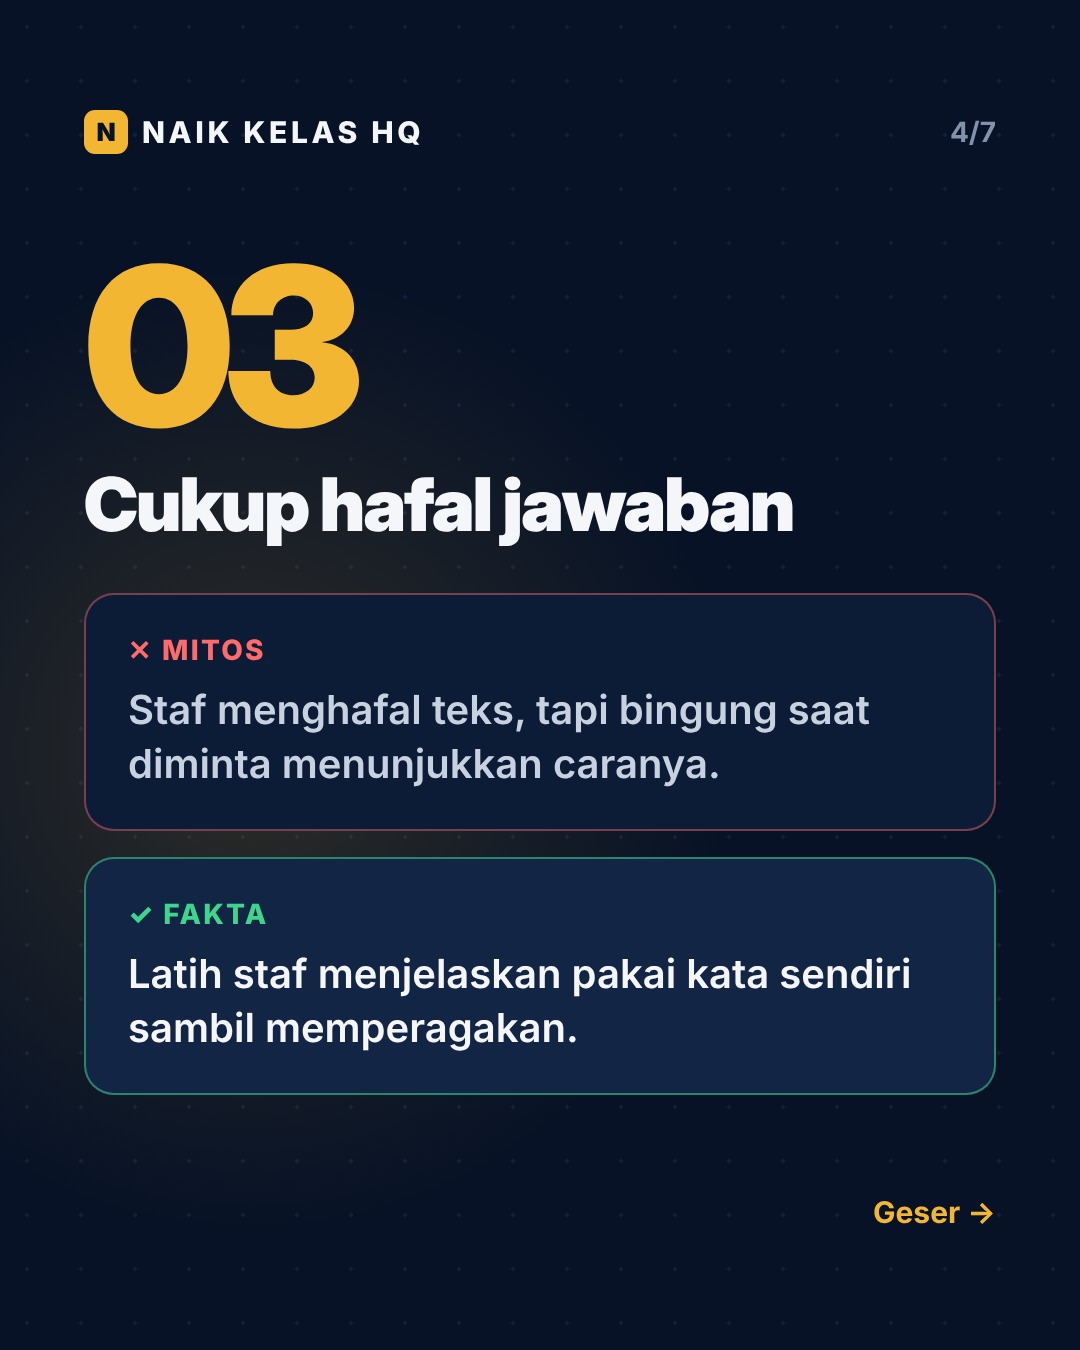 N NAIK KELAS HQ
4/7
03
Cukup hafal jawaban
✕ MITOS
Staf menghafal teks, tapi bingung saat
diminta menunjukkan caranya.
✓ FAKTA
Latih staf menjelaskan pakai kata sendiri
sambil memperagakan.
Geser →